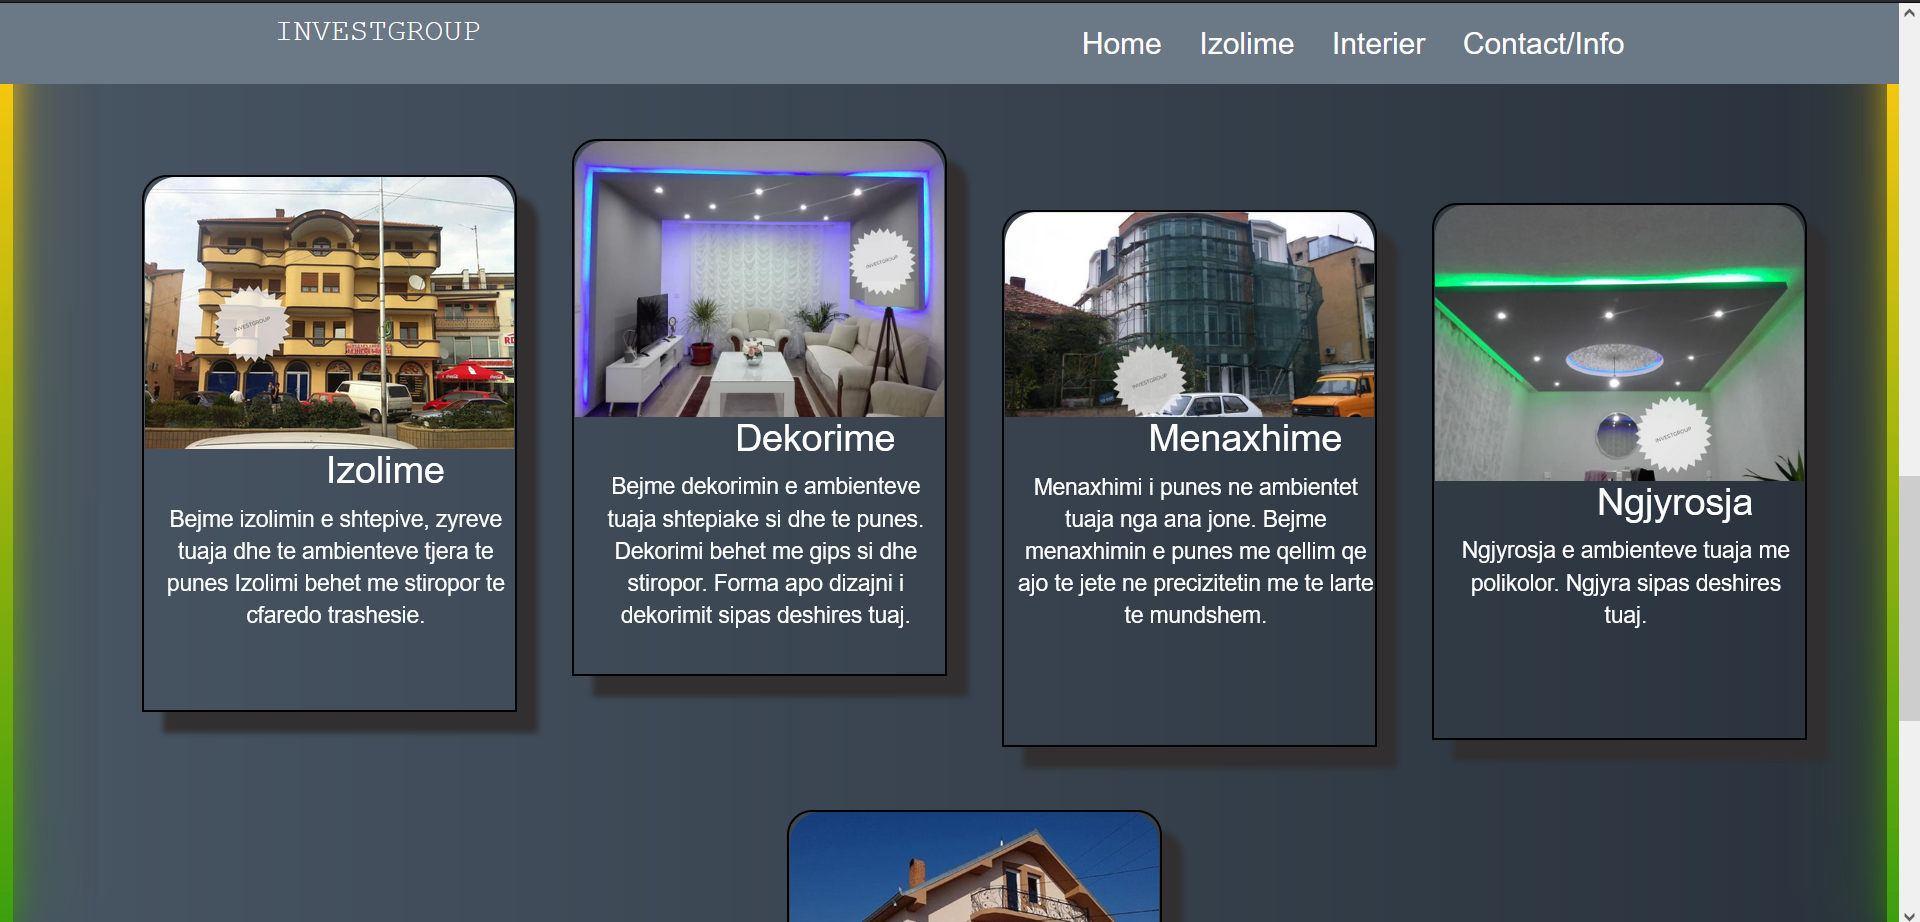 INVESTGROUP
Home Izolime Interier Contact/Info
INVESTGROUP
Izolime
Bejme izolimin e shtepive, zyreve
tuaja dhe te ambienteve tjera te
punes Izolimi behet me stiropor te
cfaredo trashesie.
INVESTGROUP
Dekorime
Bejme dekorimin e ambienteve
tuaja shtepiake si dhe te punes.
Dekorimi behet me gips si dhe
stiropor. Forma apo dizajni i
dekorimit sipas deshires tuaj.
INVESTGROUP
Menaxhime
Menaxhimi i punes ne ambientet
tuaja nga ana jone. Bejme
menaxhimin e punes me qellim qe
ajo te jete ne precizitetin me te larte
te mundshem.
INVESTGROUP
Ngjyrosja
Ngjyrosja e ambienteve tuaja me
polikolor. Ngjyra sipas deshires
tuaj.